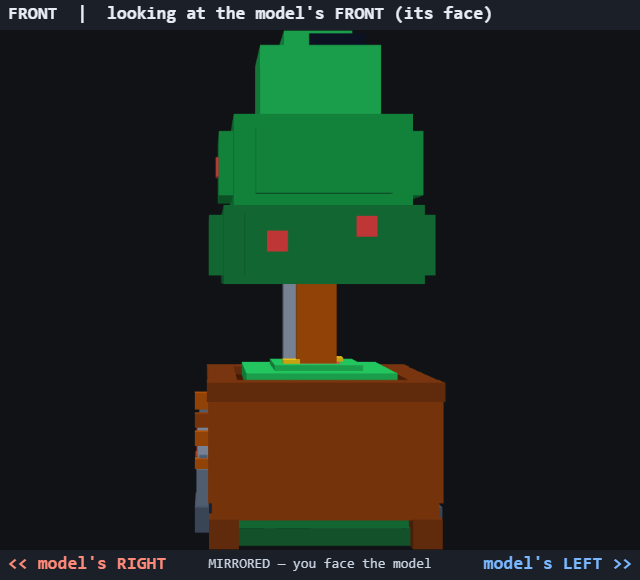 FRONT | looking at the model's FRONT (its face)
<< model's RIGHT MIRRORED — you face the model model's LEFT >>